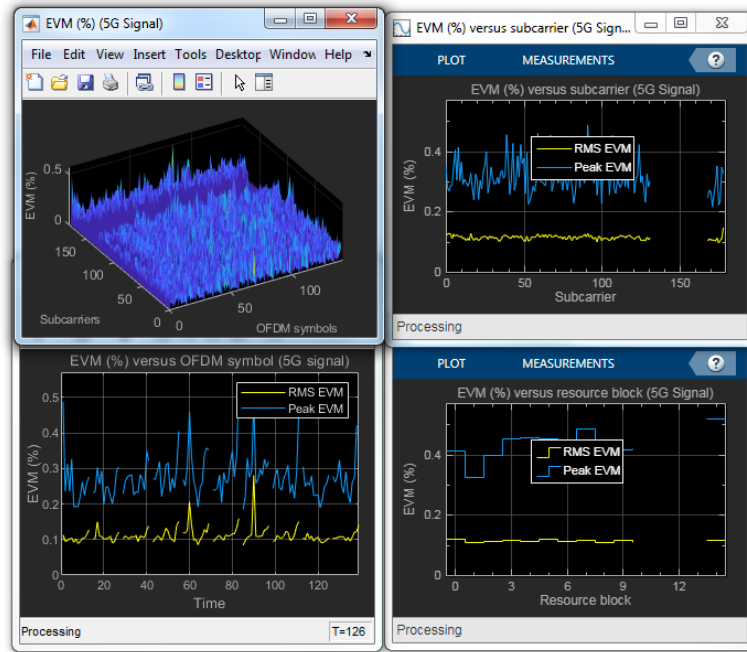 EVM (%) (5G Signal)
File Edit View Insert Tools Desktop Window Help
EVM (%)
0.5
0
150
100
50
0
Subcarriers
0
50
100
OFDM symbols
EVM (%) versus subcarrier (5G Sign...
PLOT MEASUREMENTS ?
EVM (%) versus subcarrier (5G Signal)
RMS EVM
Peak EVM
EVM (%)
0.4
0.2
0
0 50 100 150
Subcarrier
Processing
EVM (%) versus OFDM symbol (5G signal)
RMS EVM
Peak EVM
EVM (%)
0.5
0.4
0.3
0.2
0.1
0
0 20 40 60 80 100 120
Time
Processing T=126
PLOT MEASUREMENTS ?
EVM (%) versus resource block (5G Signal)
RMS EVM
Peak EVM
EVM (%)
0.4
0.2
0
0 3 6 9 12
Resource block
Processing